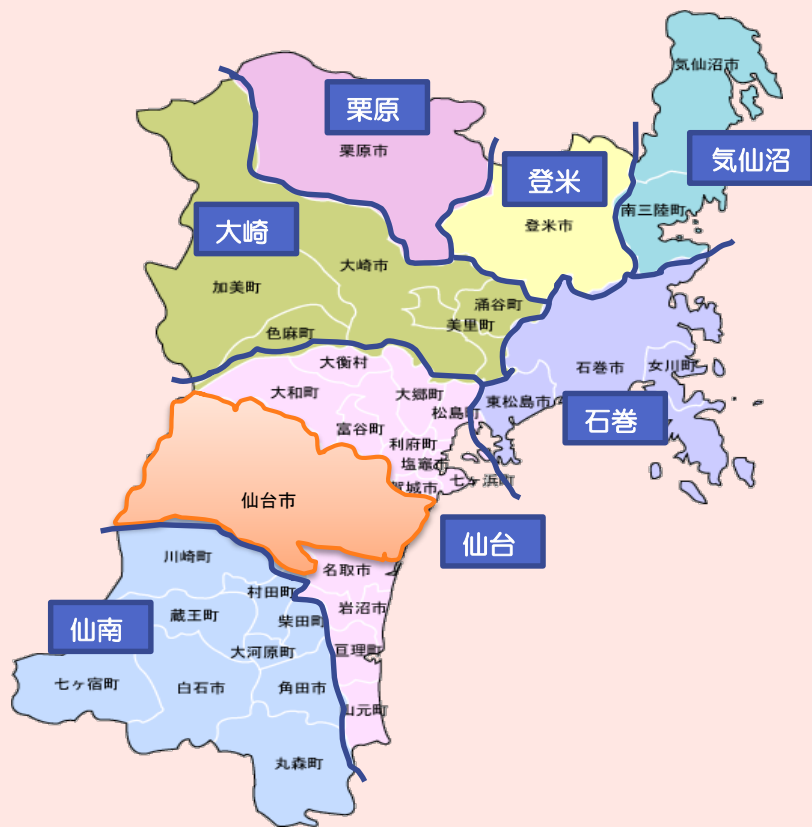 気仙沼市
栗原
栗原市
気仙沼
登米
南三陸町
大崎
登米市
大崎市
加美町
涌谷町
美里町
色麻町
大衡村
石巻市
女川町
大和町
大郷町
松島町
東松島市
石巻
富谷町
利府町
塩竈市
七ヶ浜町
賀城市
仙台市
仙台
川崎町
名取市
村田町
岩沼市
蔵王町
柴田町
仙南
大河原町
亘理町
七ヶ宿町
白石市
角田市
山元町
丸森町